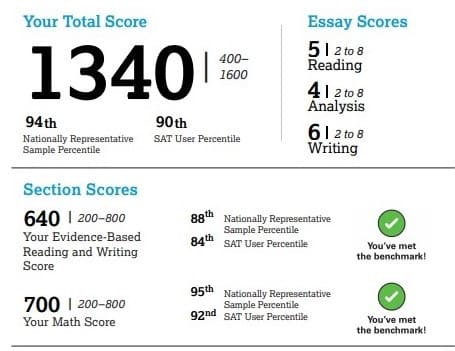 Your Total Score
1340 | 400–
1600
94th
Nationally Representative
Sample Percentile
90th
SAT User Percentile
Essay Scores
5 | 2 to 8
Reading
4 | 2 to 8
Analysis
6 | 2 to 8
Writing
Section Scores
640 | 200–800
Your Evidence-Based
Reading and Writing
Score
88th Nationally Representative
Sample Percentile
84th SAT User Percentile
You've met
the benchmark!
700 | 200–800
Your Math Score
95th Nationally Representative
Sample Percentile
92nd SAT User Percentile
You've met
the benchmark!